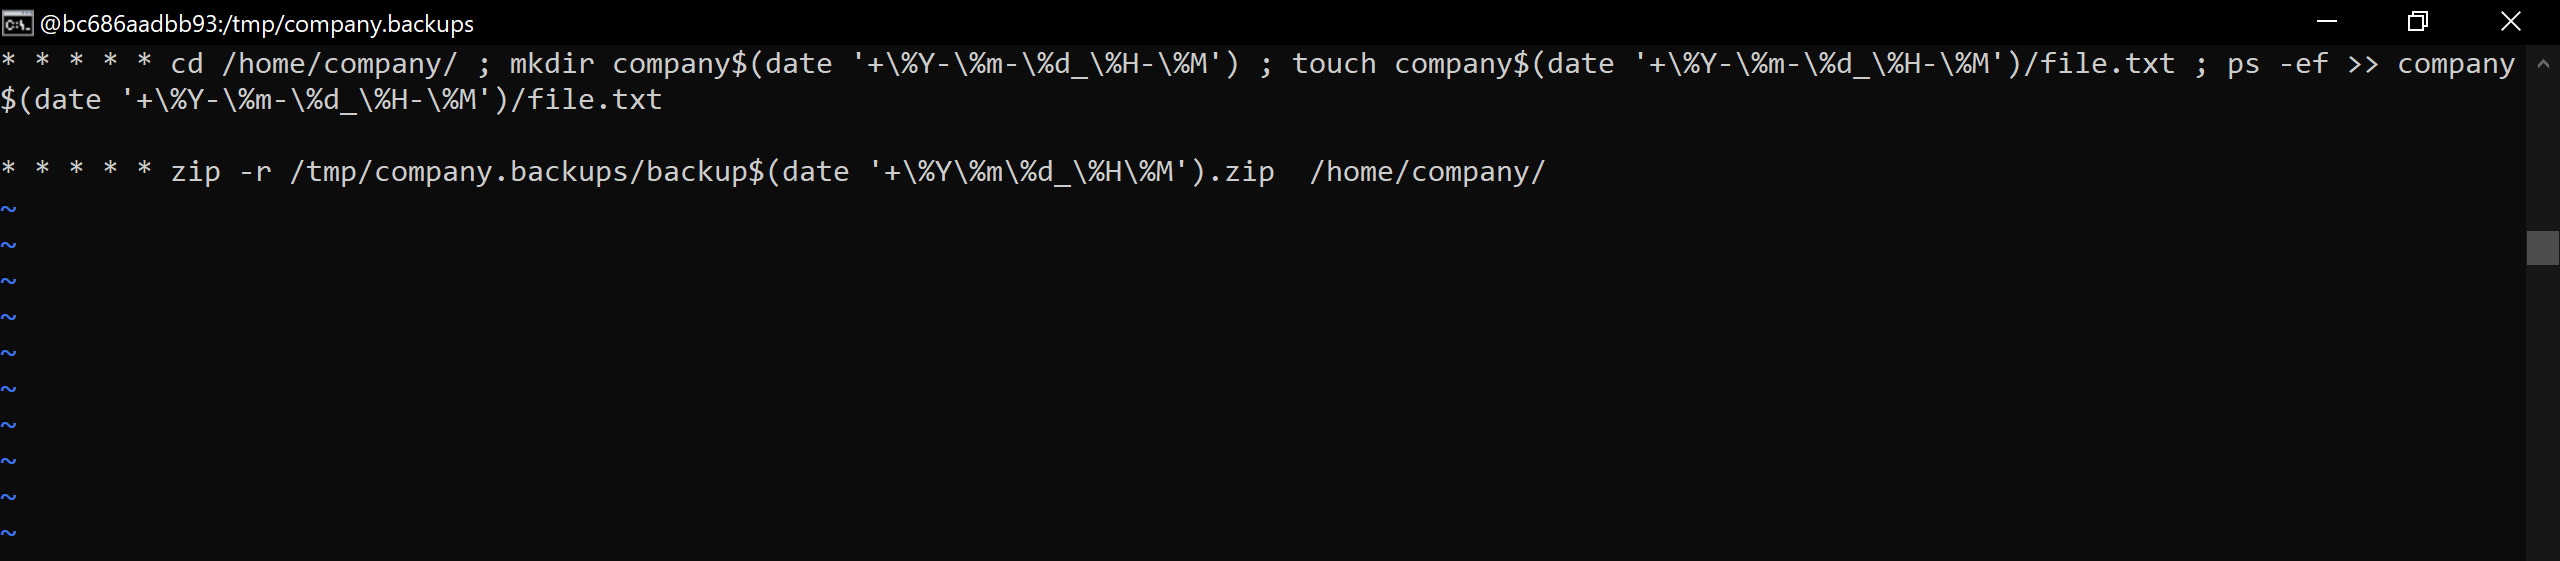 @bc686aadbb93:/tmp/company.backups
* * * * * cd /home/company/ ; mkdir company$(date '+\%Y-\%m-\%d_\%H-\%M') ; touch company$(date '+\%Y-\%m-\%d_\%H-\%M')/file.txt ; ps -ef >> company
$(date '+\%Y-\%m-\%d_\%H-\%M')/file.txt
* * * * * zip -r /tmp/company.backups/backup$(date '+\%Y\%m\%d_\%H\%M').zip  /home/company/
~
~
~
~
~
~
~
~
~
~